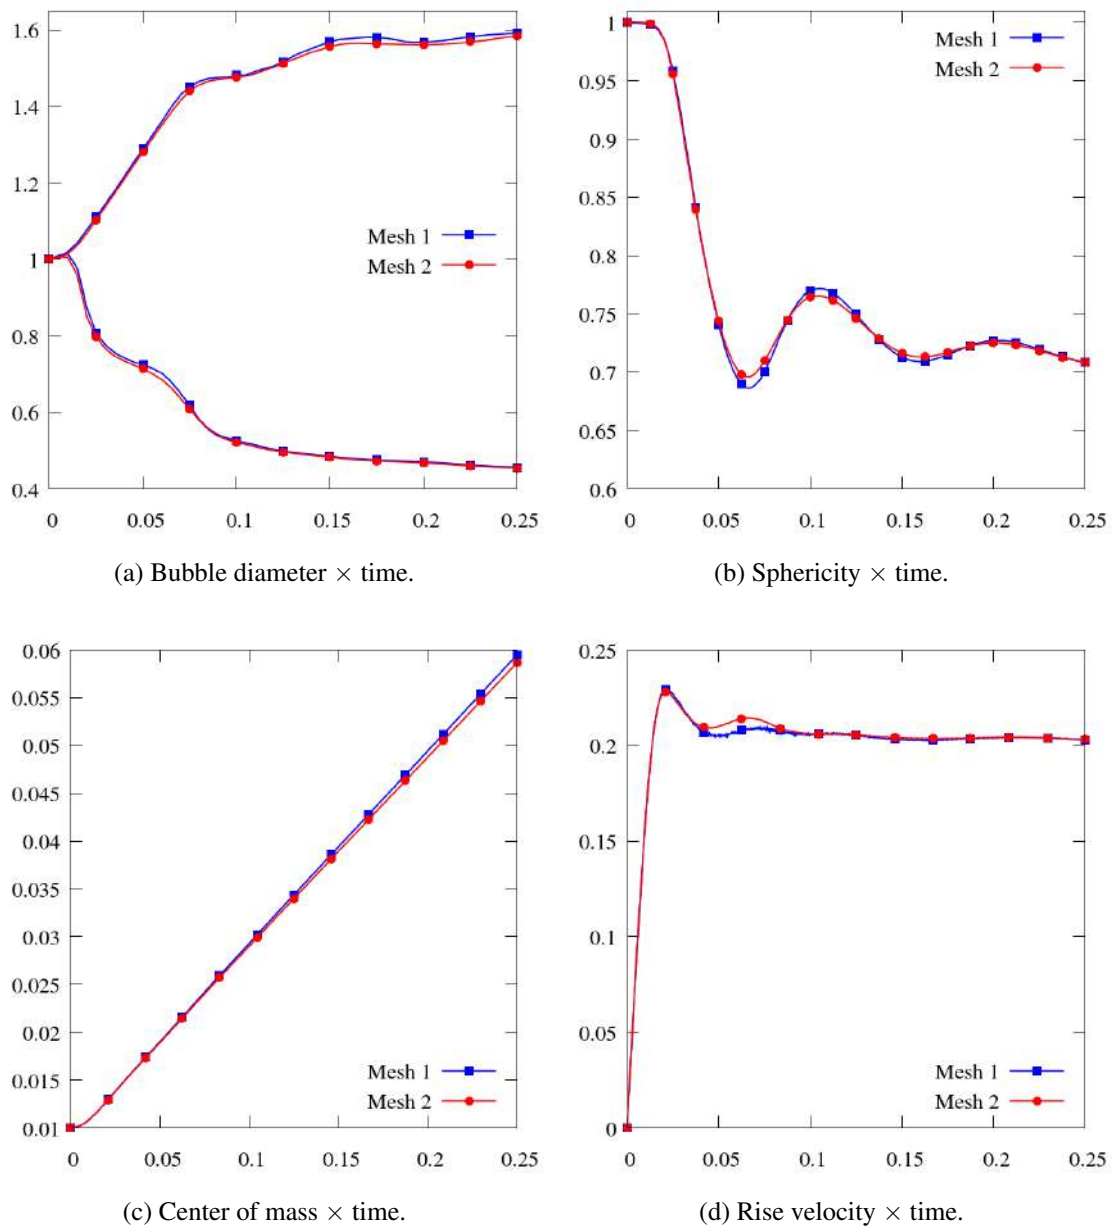 1.6
1.4
1.2
1
0.8
0.6
0.4
0 0.05 0.1 0.15 0.2 0.25
Mesh 1
Mesh 2
(a) Bubble diameter × time.
1
0.95
0.9
0.85
0.8
0.75
0.7
0.65
0.6
0 0.05 0.1 0.15 0.2 0.25
Mesh 1
Mesh 2
(b) Sphericity × time.
0.06
0.055
0.05
0.045
0.04
0.035
0.03
0.025
0.02
0.015
0.01
0 0.05 0.1 0.15 0.2 0.25
Mesh 1
Mesh 2
(c) Center of mass × time.
0.25
0.2
0.15
0.1
0.05
0
0 0.05 0.1 0.15 0.2 0.25
Mesh 1
Mesh 2
(d) Rise velocity × time.